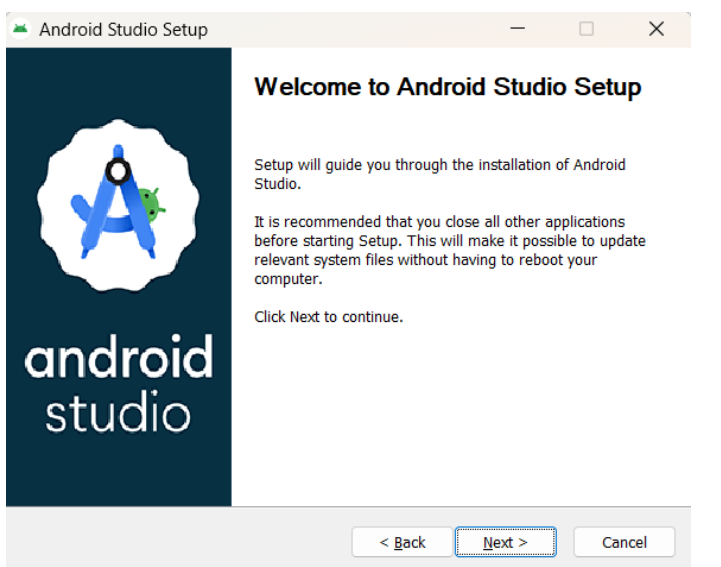 Android Studio Setup
Welcome to Android Studio Setup
Setup will guide you through the installation of Android
Studio.
It is recommended that you close all other applications
before starting Setup. This will make it possible to update
relevant system files without having to reboot your
computer.
Click Next to continue.
android
studio
< Back
Next >
Cancel